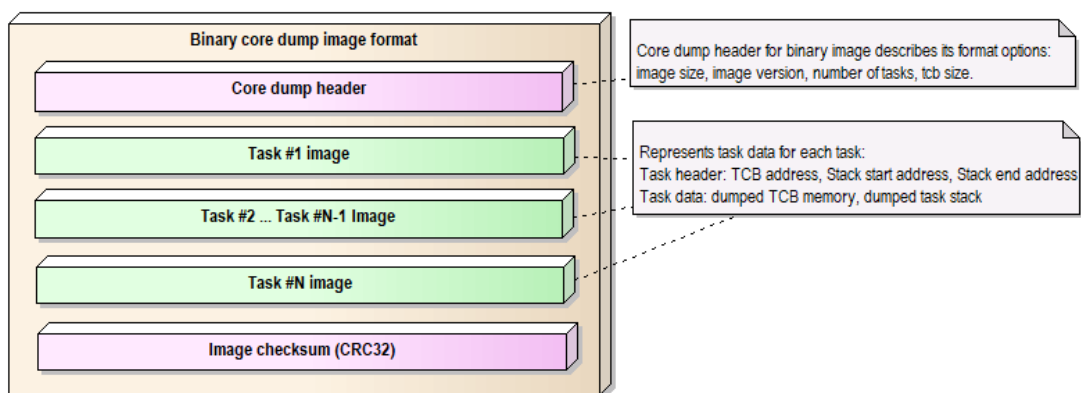 Binary core dump image format
Core dump header
Task #1 image
Task #2 ... Task #N-1 Image
Task #N image
Image checksum (CRC32)
Core dump header for binary image describes its format options:
image size, image version, number of tasks, tcb size.
Represents task data for each task:
Task header: TCB address, Stack start address, Stack end address
Task data: dumped TCB memory, dumped task stack